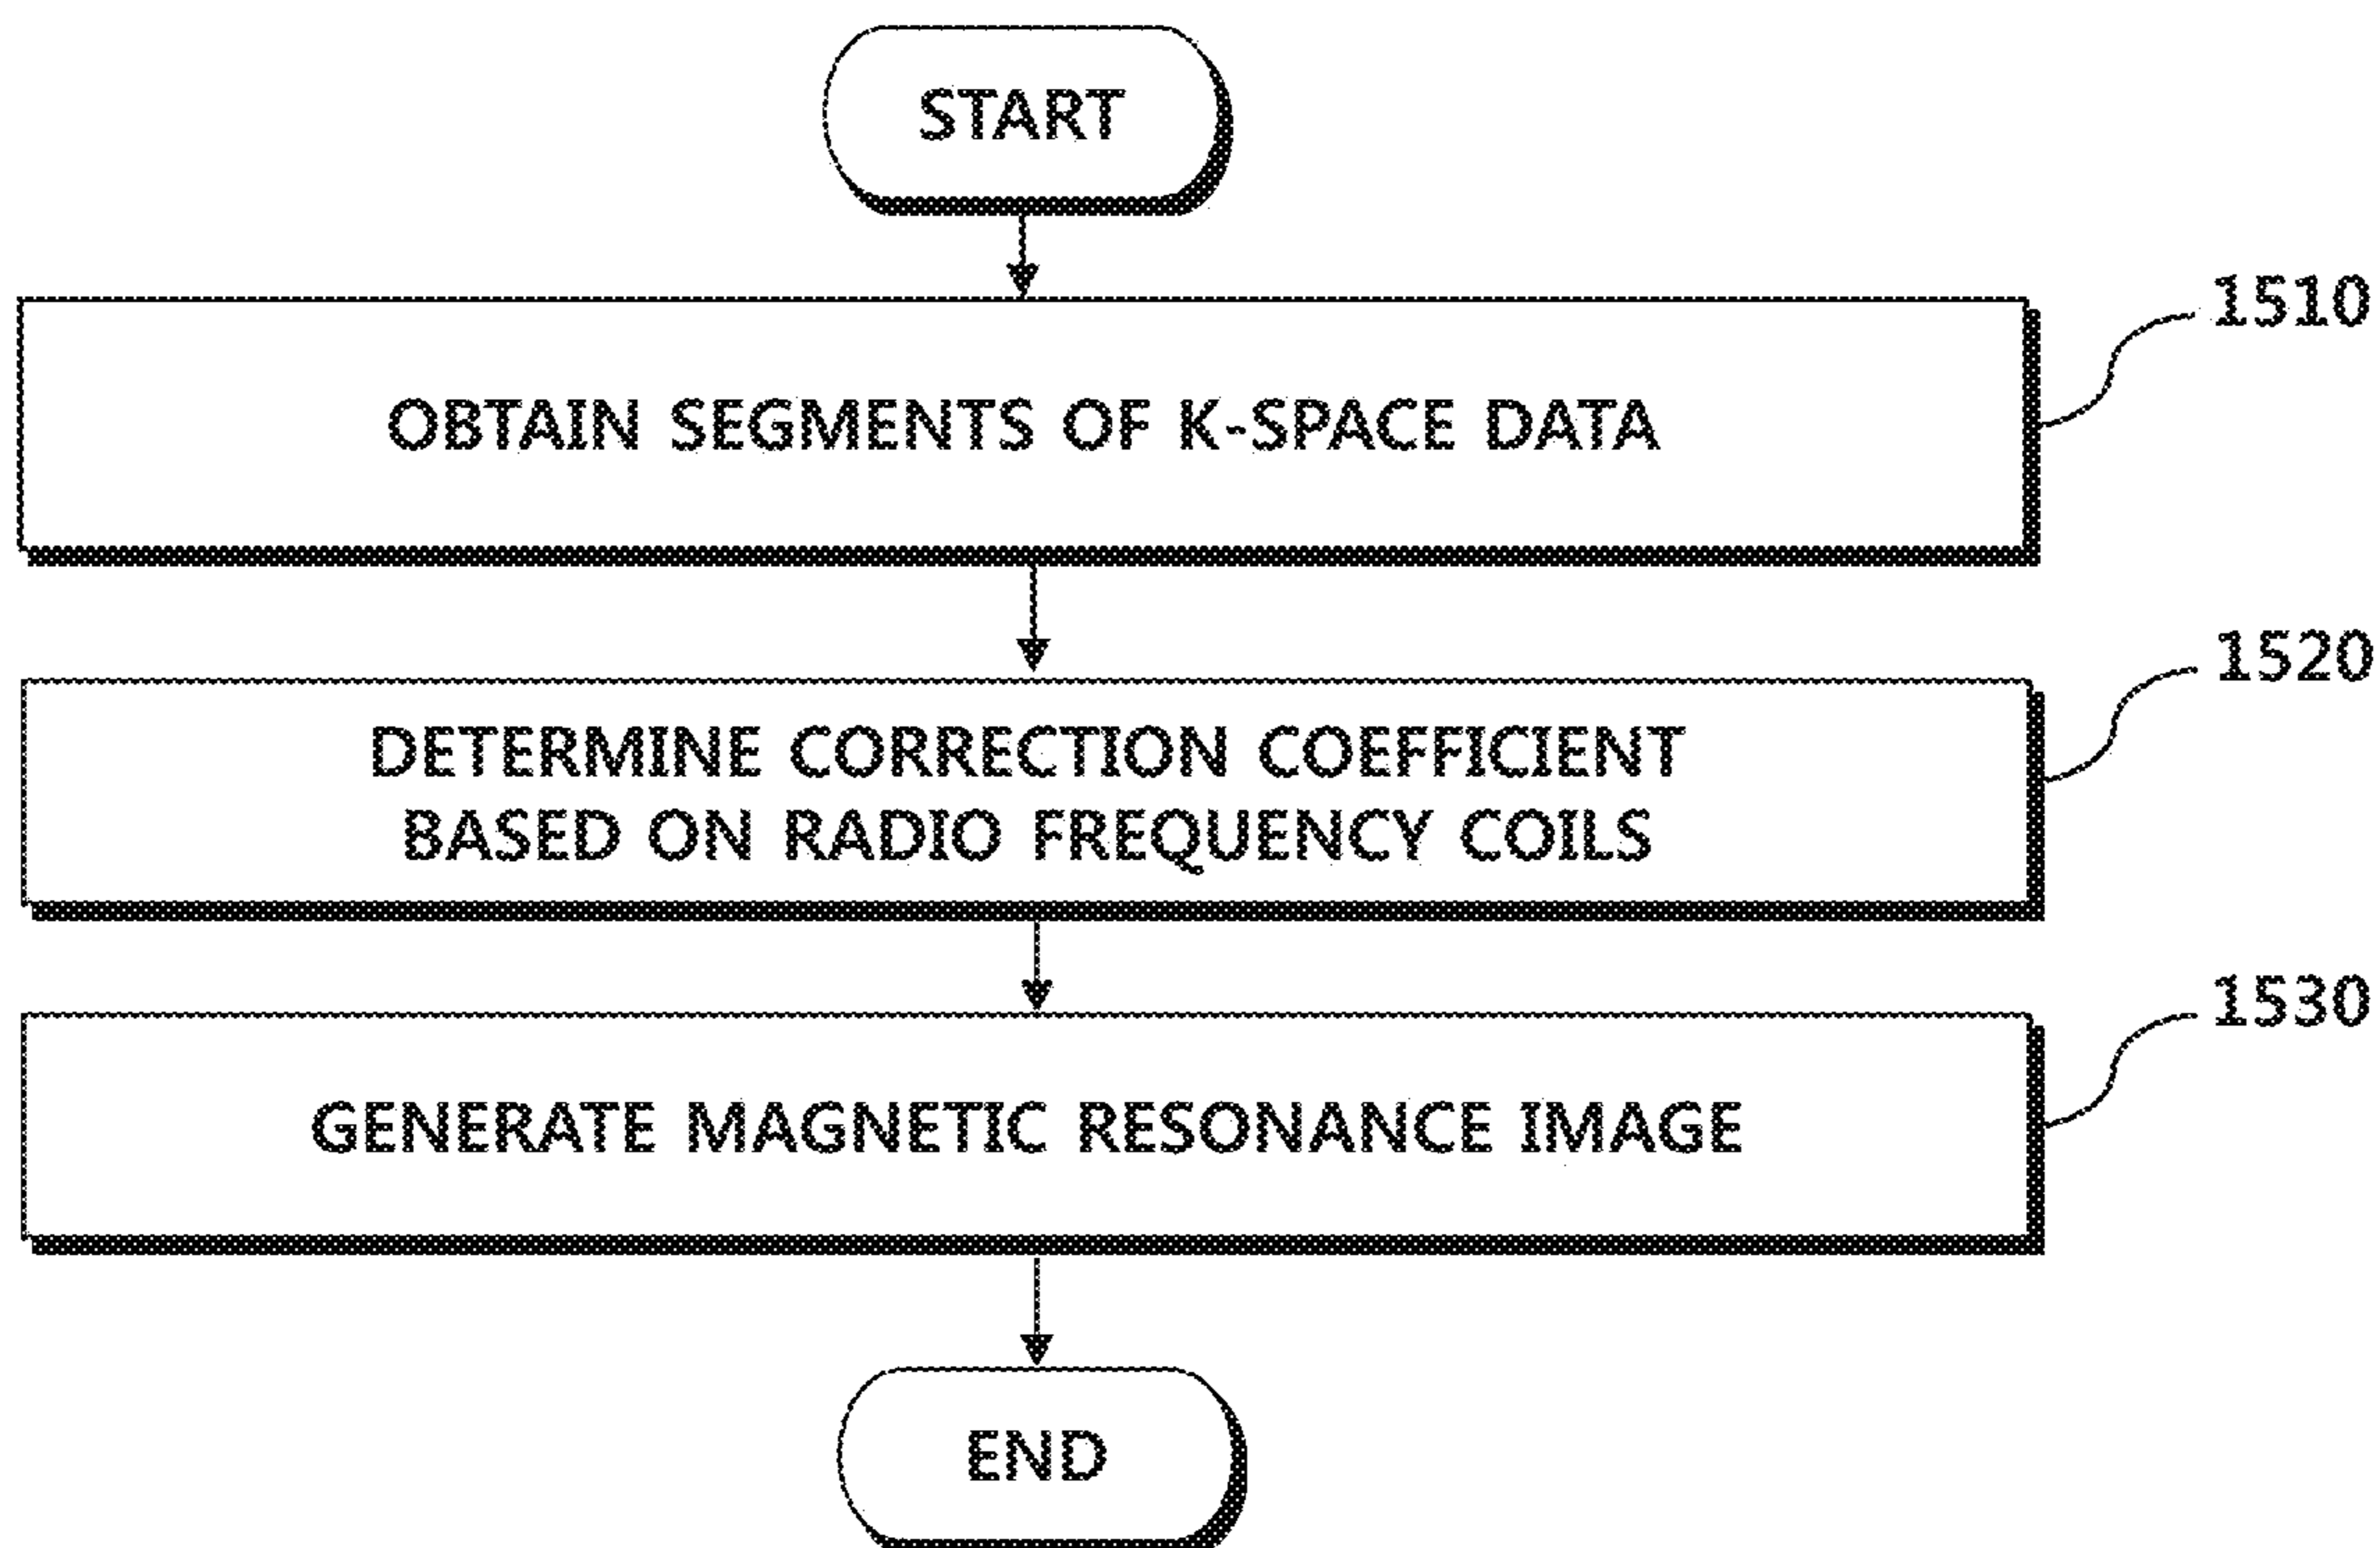 START
1510
OBTAIN SEGMENTS OF K-SPACE DATA
1520
DETERMINE CORRECTION COEFFICIENT
BASED ON RADIO FREQUENCY COILS
1530
GENERATE MAGNETIC RESONANCE IMAGE
END